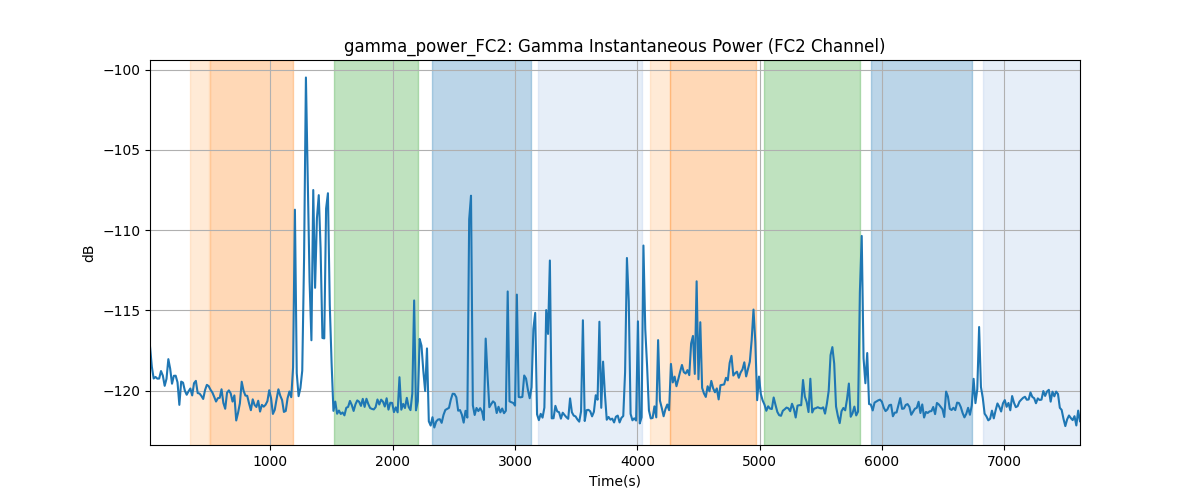 gamma_power_FC2: Gamma Instantaneous Power (FC2 Channel)
−100
−105
−110
−115
−120
dB
1000 2000 3000 4000 5000 6000 7000
Time(s)